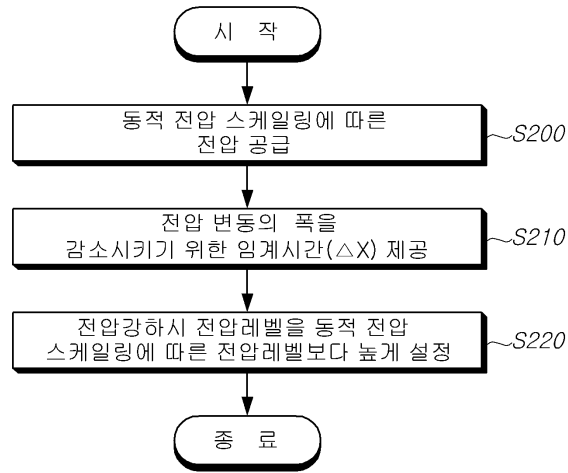 시 작
동적 전압 스케일링에 따른
전압 공급
S200
전압 변동의 폭을
감소시키기 위한 임계시간(△X) 제공
S210
전압강하시 전압레벨을 동적 전압
스케일링에 따른 전압레벨보다 높게 설정
S220
종 료